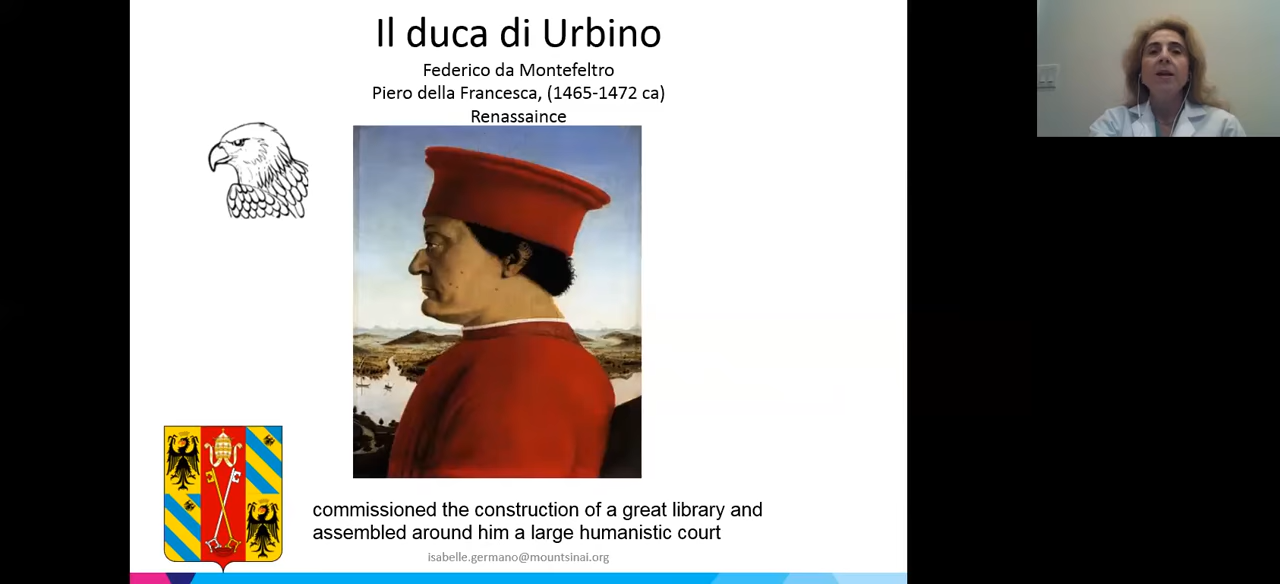 Il duca di Urbino
Federico da Montefeltro
Piero della Francesca, (1465-1472 ca)
Renassaince
commissioned the construction of a great library and
assembled around him a large humanistic court
isabelle.germano@mountsinai.org